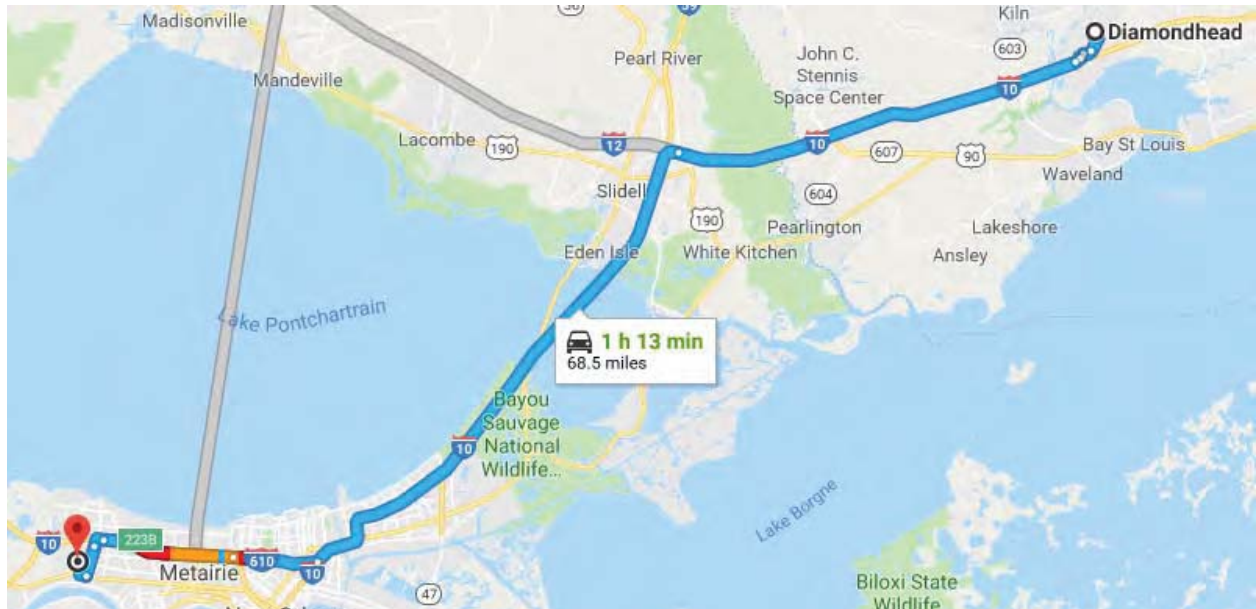 Kiln
Madisonville
Diamondhead
603
Pearl River
John C.
Stennis
Space Center
Mandeville
10
Lacombe
190
12
10
607
90
Bay St Louis
Waveland
Slidell
604
190
Pearlington
Lakeshore
Eden Isle
White Kitchen
Ansley
Lake Pontchartrain
1 h 13 min
68.5 miles
Bayou
Sauvage
National
Wildlife...
10
Lake Borgne
10
223B
610
Metairie
10
47
Biloxi State
Wildlife